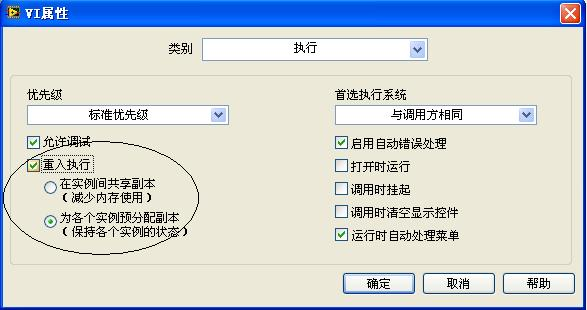 VI属性
类别
执行
优先级
标准优先级
允许调试
重入执行
在实例间共享副本
(减少内存使用)
为各个实例预分配副本
(保持各个实例的状态)
首选执行系统
与调用方相同
启用自动错误处理
打开时运行
调用时挂起
调用时清空显示控件
运行时自动处理菜单
确定
取消
帮助